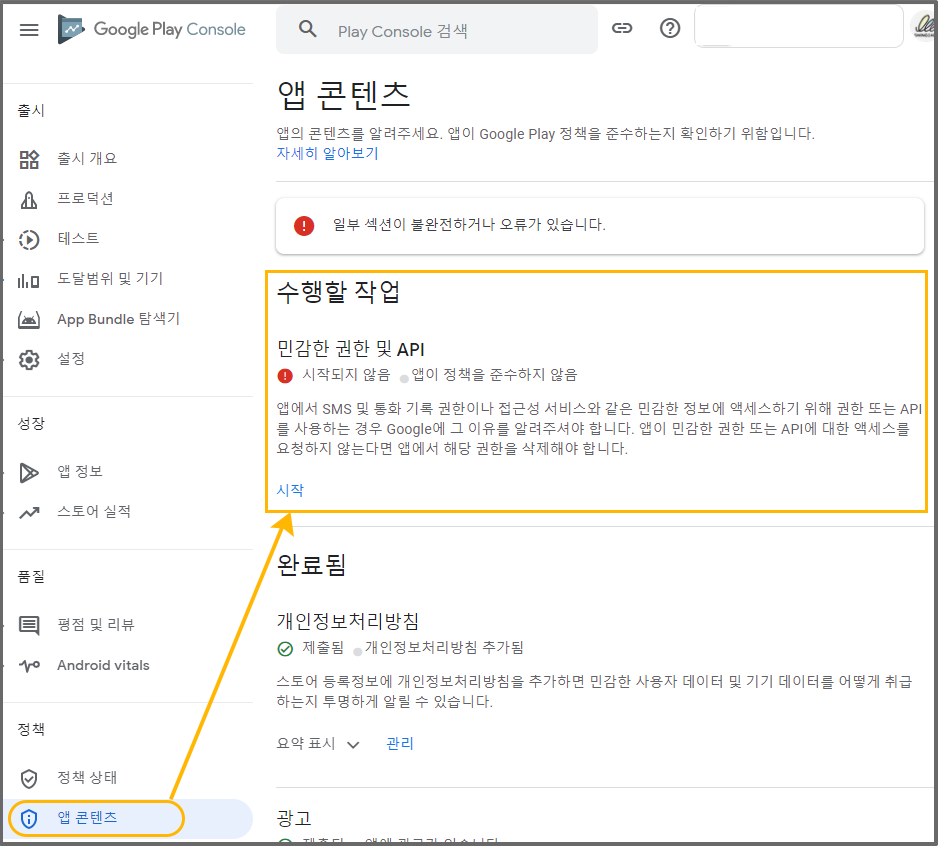 Google Play Console
Play Console 검색
출시
출시 개요
프로덕션
테스트
도달범위 및 기기
App Bundle 탐색기
설정
성장
앱 정보
스토어 실적
품질
평점 및 리뷰
Android vitals
정책
정책 상태
앱 콘텐츠
앱 콘텐츠
앱의 콘텐츠를 알려주세요. 앱이 Google Play 정책을 준수하는지 확인하기 위함입니다.
자세히 알아보기
일부 섹션이 불완전하거나 오류가 있습니다.
수행할 작업
민감한 권한 및 API
시작되지 않음 앱이 정책을 준수하지 않음
앱에서 SMS 및 통화 기록 권한이나 접근성 서비스와 같은 민감한 정보에 액세스하기 위해 권한 또는 API
를 사용하는 경우 Google에 그 이유를 알려주셔야 합니다. 앱이 민감한 권한 또는 API에 대한 액세스를
요청하지 않는다면 앱에서 해당 권한을 삭제해야 합니다.
시작
완료됨
개인정보처리방침
제출됨 개인정보처리방침 추가됨
스토어 등록정보에 개인정보처리방침을 추가하면 민감한 사용자 데이터 및 기기 데이터를 어떻게 취급
하는지 투명하게 알릴 수 있습니다.
요약 표시 관리
광고